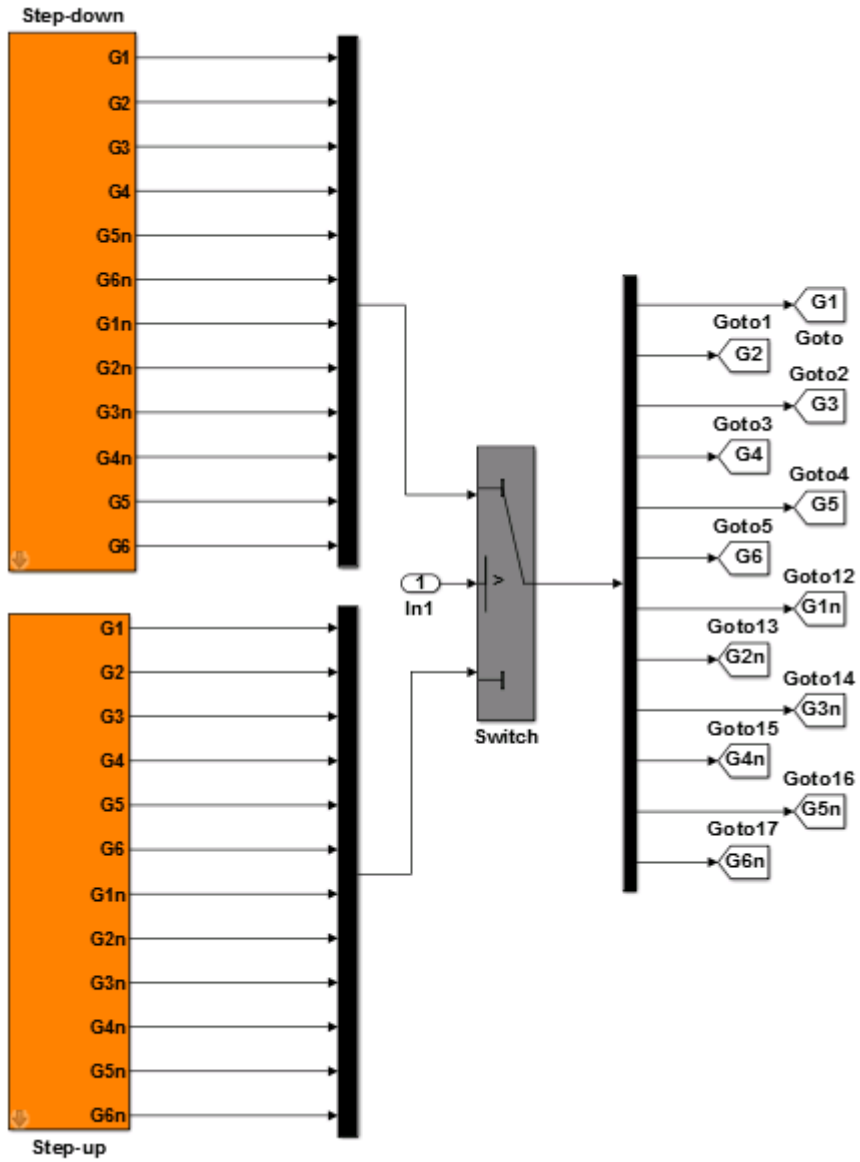 Step-down
G1
G2
G3
G4
G5n
G6n
G1n
G2n
G3n
G4n
G5
G6
G1
G2
G3
G4
G5
G6
G1n
G2n
G3n
G4n
G5n
G6n
Step-up
1
In1
>
Switch
G1
Goto
Goto1
G2
Goto2
G3
Goto3
G4
Goto4
G5
Goto5
G6
Goto12
G1n
Goto13
G2n
Goto14
G3n
Goto15
G4n
Goto16
G5n
Goto17
G6n